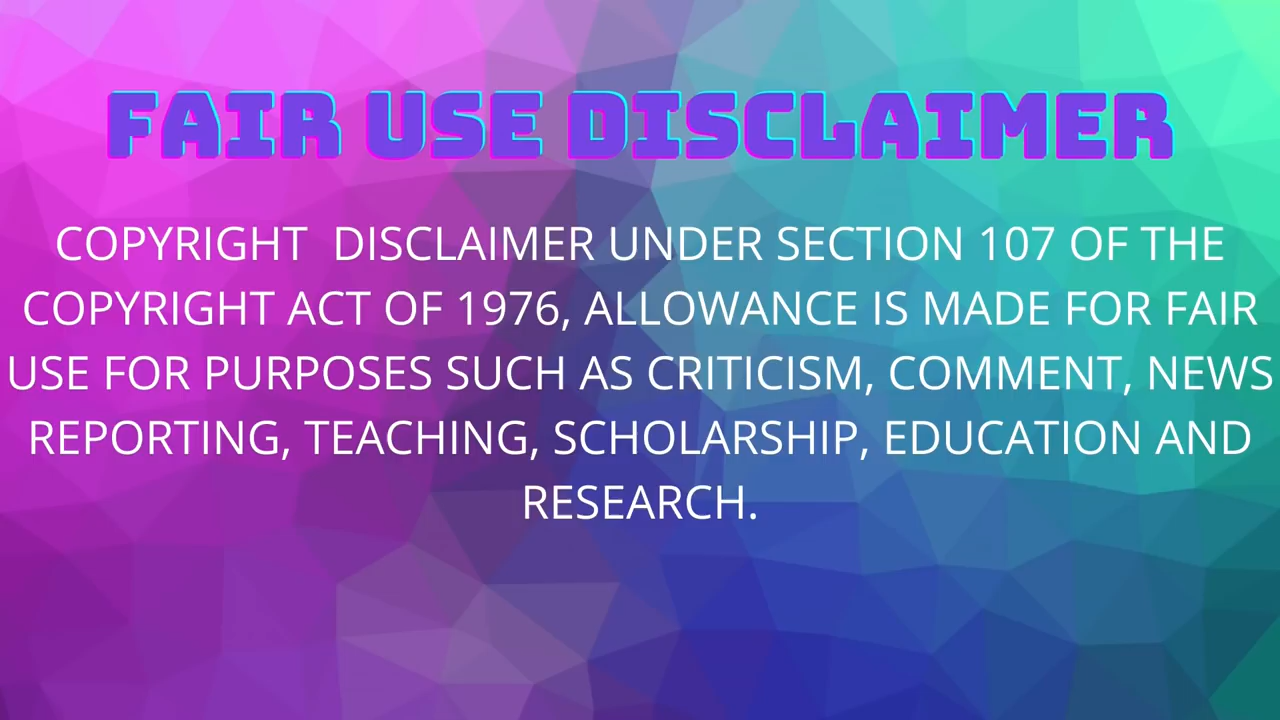 FAIR USE DISCLAIMER
COPYRIGHT  DISCLAIMER UNDER SECTION 107 OF THE
COPYRIGHT ACT OF 1976, ALLOWANCE IS MADE FOR FAIR
USE FOR PURPOSES SUCH AS CRITICISM, COMMENT, NEWS
REPORTING, TEACHING, SCHOLARSHIP, EDUCATION AND
RESEARCH.